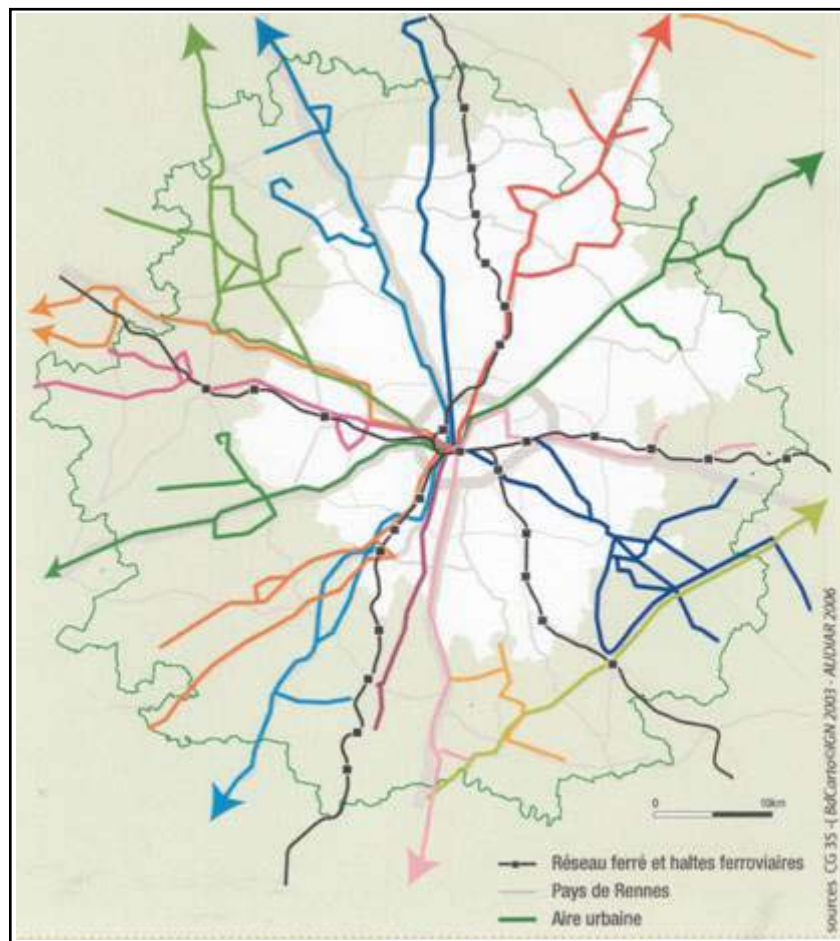 0 10km
Réseau ferré et haltes ferroviaires
Pays de Rennes
Aire urbaine
Sources CG 35 -( BdCarto©IGN 2003 - AUDIAR 2006